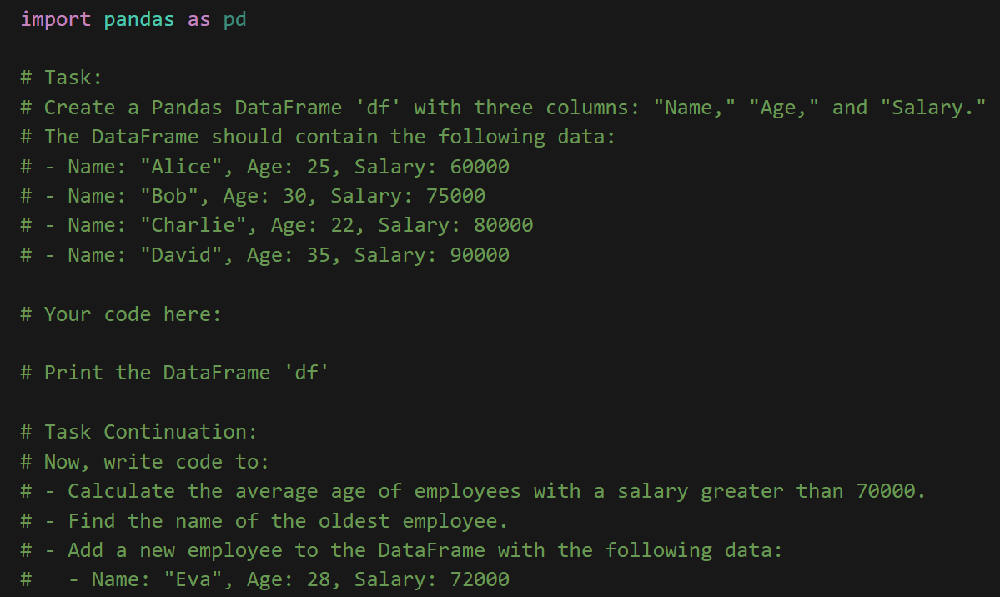 import pandas as pd
# Task:
# Create a Pandas DataFrame 'df' with three columns: "Name," "Age," and "Salary."
# The DataFrame should contain the following data:
# - Name: "Alice", Age: 25, Salary: 60000
# - Name: "Bob", Age: 30, Salary: 75000
# - Name: "Charlie", Age: 22, Salary: 80000
# - Name: "David", Age: 35, Salary: 90000
# Your code here:
# Print the DataFrame 'df'
# Task Continuation:
# Now, write code to:
# - Calculate the average age of employees with a salary greater than 70000.
# - Find the name of the oldest employee.
# - Add a new employee to the DataFrame with the following data:
#   - Name: "Eva", Age: 28, Salary: 72000